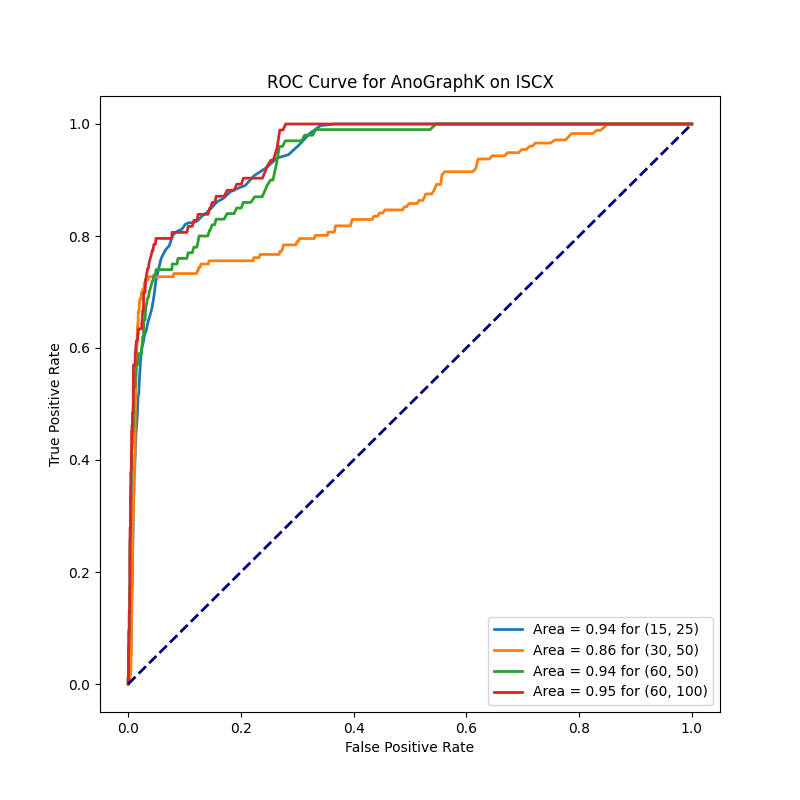 ROC Curve for AnoGraphK on ISCX
1.0
0.8
0.6
0.4
0.2
0.0
True Positive Rate
Area = 0.94 for (15, 25)
Area = 0.86 for (30, 50)
Area = 0.94 for (60, 50)
Area = 0.95 for (60, 100)
0.0 0.2 0.4 0.6 0.8 1.0
False Positive Rate